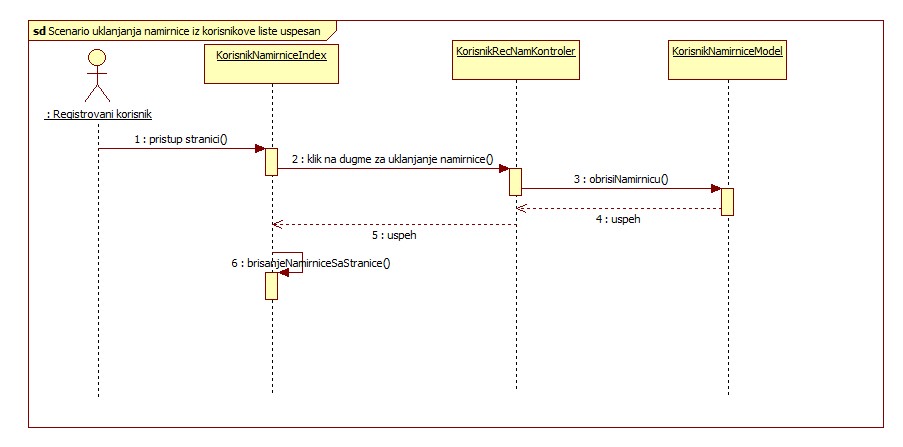 sd Scenario uklanjanja namirnice iz korisnikove liste uspesan
KorisnikNamirniceIndex
KorisnikRecNamKontroler
KorisnikNamirniceModel
: Registrovani korisnik
1 : pristup stranici()
2 : klik na dugme za uklanjanje namirnice()
3 : obrisiNamirnicu()
4 : uspeh
5 : uspeh
6 : brisanjeNamirniceSaStranice()